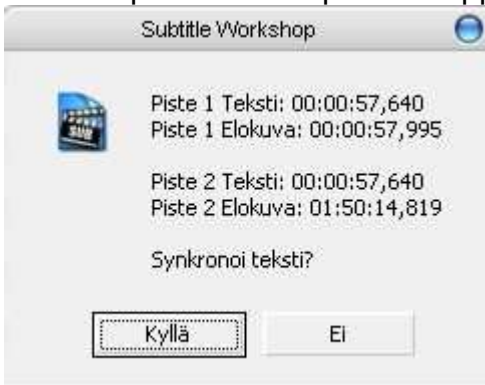 Subtitle Workshop
SUB
Piste 1 Teksti: 00:00:57,640
Piste 1 Elokuva: 00:00:57,995
Piste 2 Teksti: 00:00:57,640
Piste 2 Elokuva: 01:50:14,819
Synkronoi teksti?
Kyllä
Ei